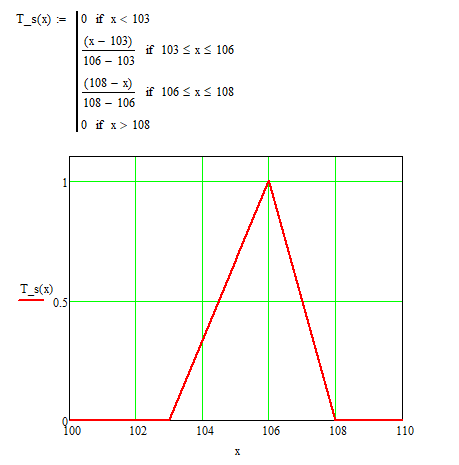 T_s(x) := 0 if x < 103
(x − 103)
106 − 103
if 103 ≤ x ≤ 106
(108 − x)
108 − 106
if 106 ≤ x ≤ 108
0 if x > 108
1
T_s(x)
0.5
0
100 102 104 106 108 110
x